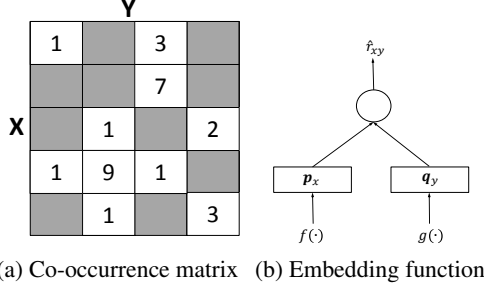 Y
1 3
7
X
1 2
1 9 1
1 3
r̂xy
px qy
f(·) g(·)
(a) Co-occurrence matrix (b) Embedding function